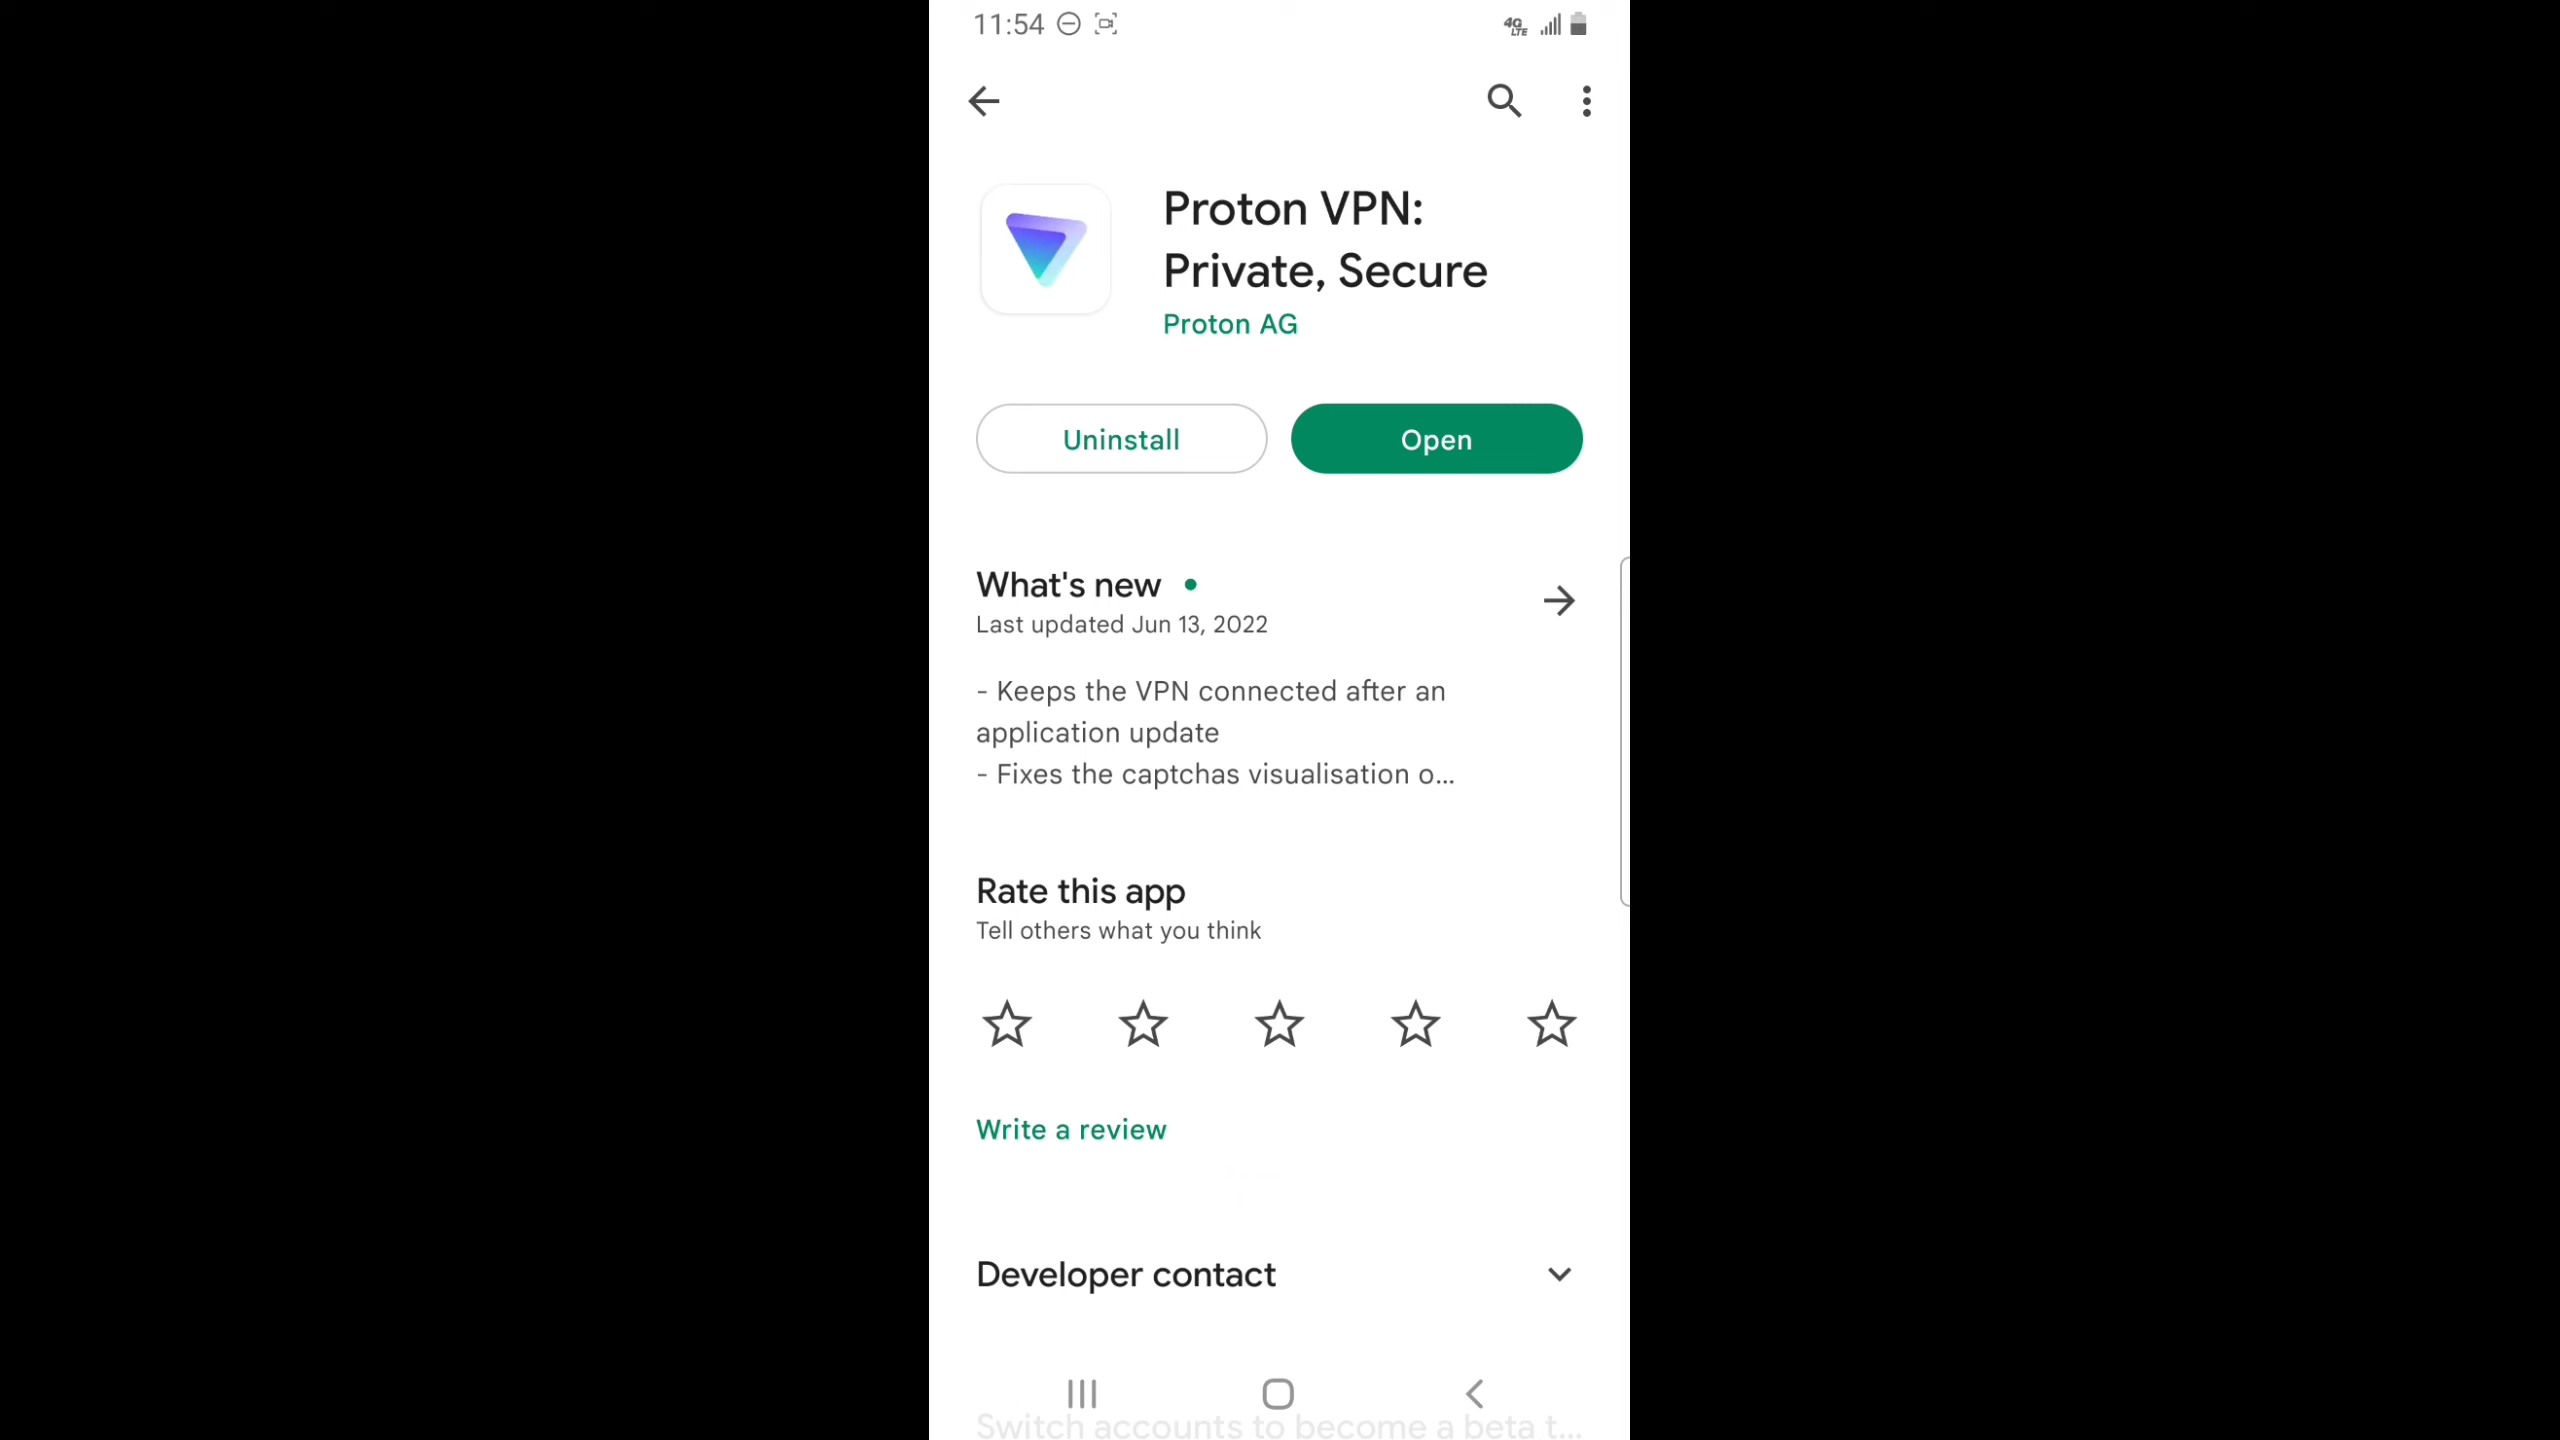 11:54
4G
LTE
Proton VPN:
Private, Secure
Proton AG
Uninstall
Open
What's new
Last updated Jun 13, 2022
- Keeps the VPN connected after an
application update
- Fixes the captchas visualisation o...
Rate this app
Tell others what you think
Write a review
Developer contact
Switch accounts to become a beta t...